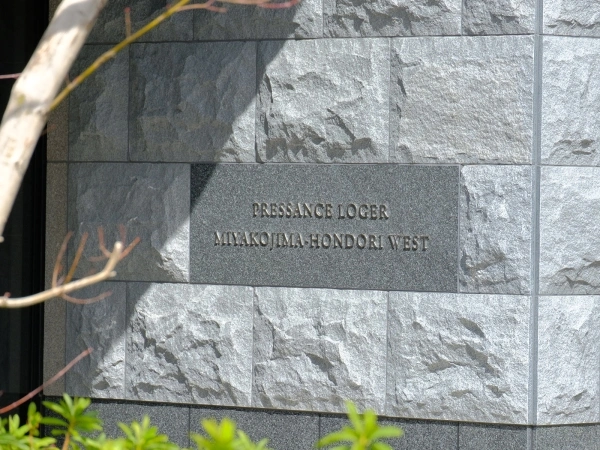 PRESSANCE LOGER
MIYAKOJIMA-HONDORI WEST